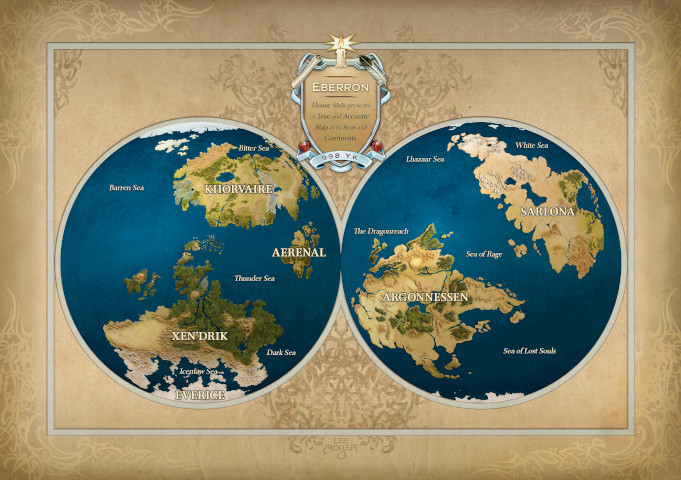 EBERRON
House Sivis presents
A True and Accurate
Map of its Seas and
Continents
998 Y.K.
Bitter Sea
Barren Sea
KHORVAIRE
AERENAL
Thunder Sea
XEN'DRIK
Dark Sea
Icemaw Sea
EVERICE
Lhazaar Sea
White Sea
SARLONA
The Dragonreach
Sea of Rage
ARGONNESSEN
Sea of Lost Souls
LEE
MOYER